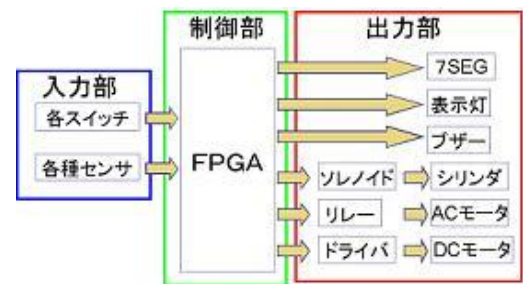 入力部
各スイッチ
各種センサ
制御部
FPGA
出力部
7SEG
表示灯
ブザー
ソレノイド
シリンダ
リレー
ACモータ
ドライバ
DCモータ